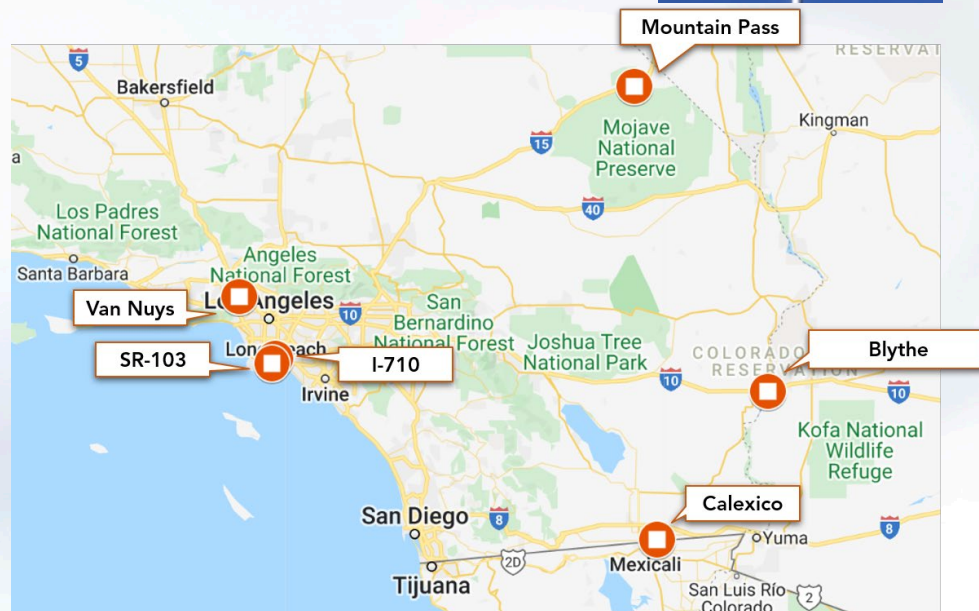 Mountain Pass
RESERVAT
5
Bakersfield
Kingman
15
Mojave
National
Preserve
a
40
Los Padres
National Forest
Angeles
National Forest
Santa Barbara
Van Nuys
Los Angeles
10
San
Bernardino
National Forest
Joshua Tree
National Park
COLORADO
RESERVATION
Blythe
SR-103
Long Beach
I-710
10
10
Irvine
Kofa National
Wildlife
Refuge
Calexico
San Diego
8
8
Yuma
2D
Mexicali
Tijuana
San Luis Río
Colorado
2